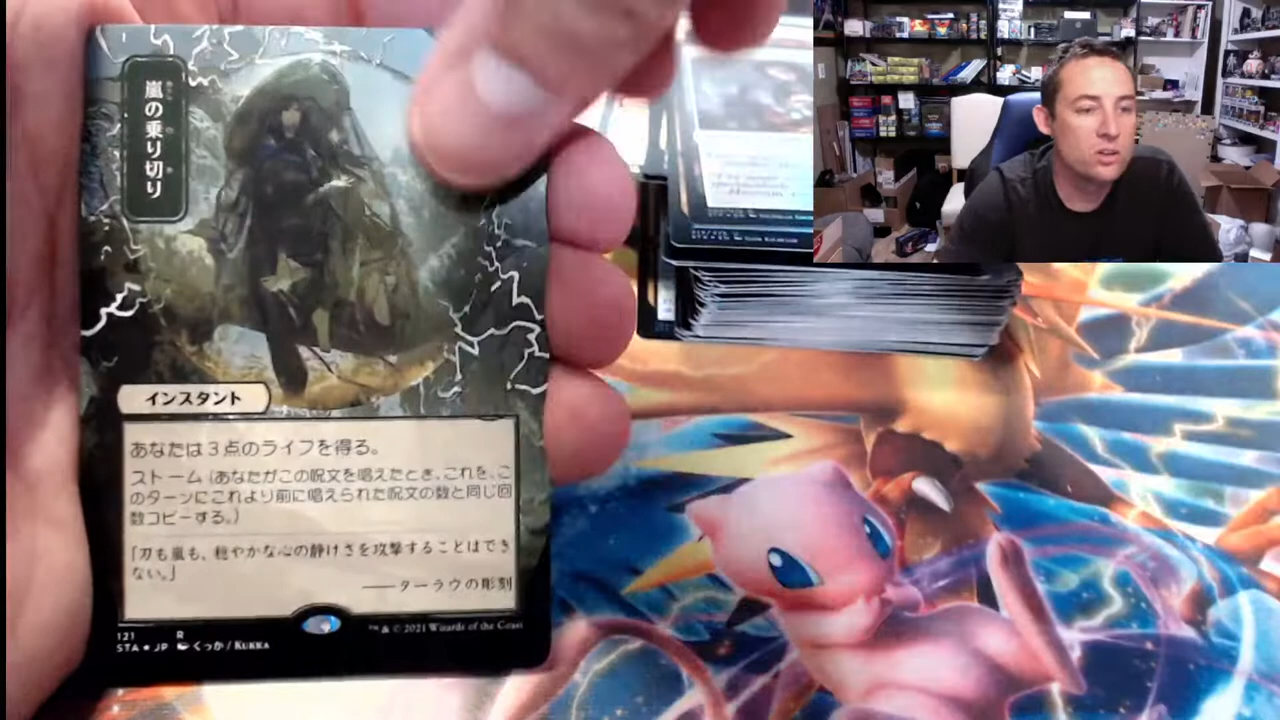 嵐の乗り切り
インスタント
あなたは3点のライフを得る。
ストーム(あなたがこの呪文を唱えたとき、これを、こ
のターンにこれより前に唱えられた呪文の数と同じ回
数コピーする。)
「刃も嵐も、穏やかな心の静けさを攻撃することはでき
ない。」
――ターラウの彫刻
121 R
STA★JP くっか/KUKKA
™ & © 2021 Wizards of the Coast